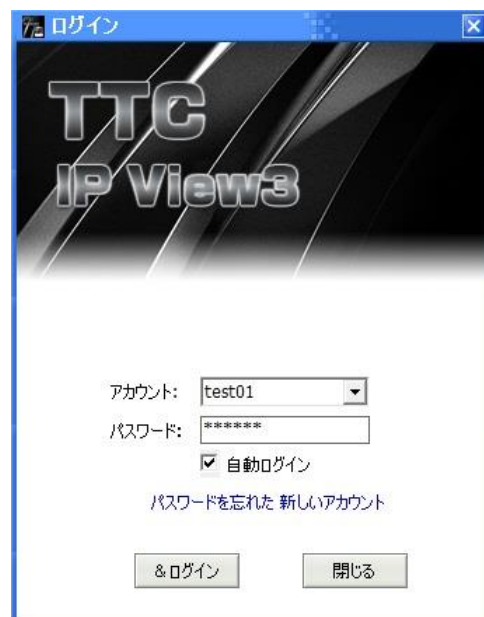 ログイン
TTC
IP View3
アカウント: test01
パスワード: ******
自動ログイン
パスワードを忘れた 新しいアカウント
&ログイン 閉じる